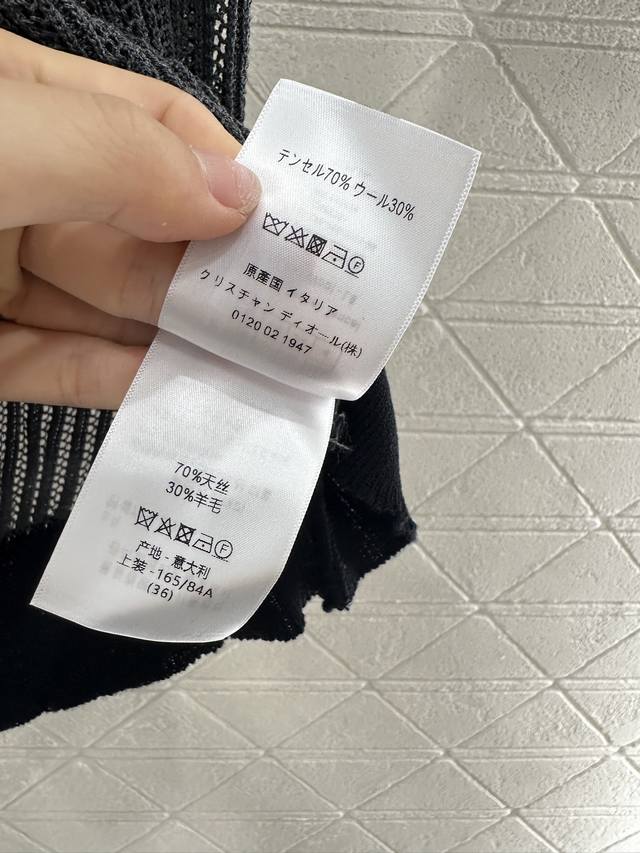 テンセル70% ウール30%
F
原産国 イタリア
クリスチャン ディオール(株)
0120 02 1947
70%天丝
30%羊毛
F
产地 - 意大利
上装 - 165/84A
(36)